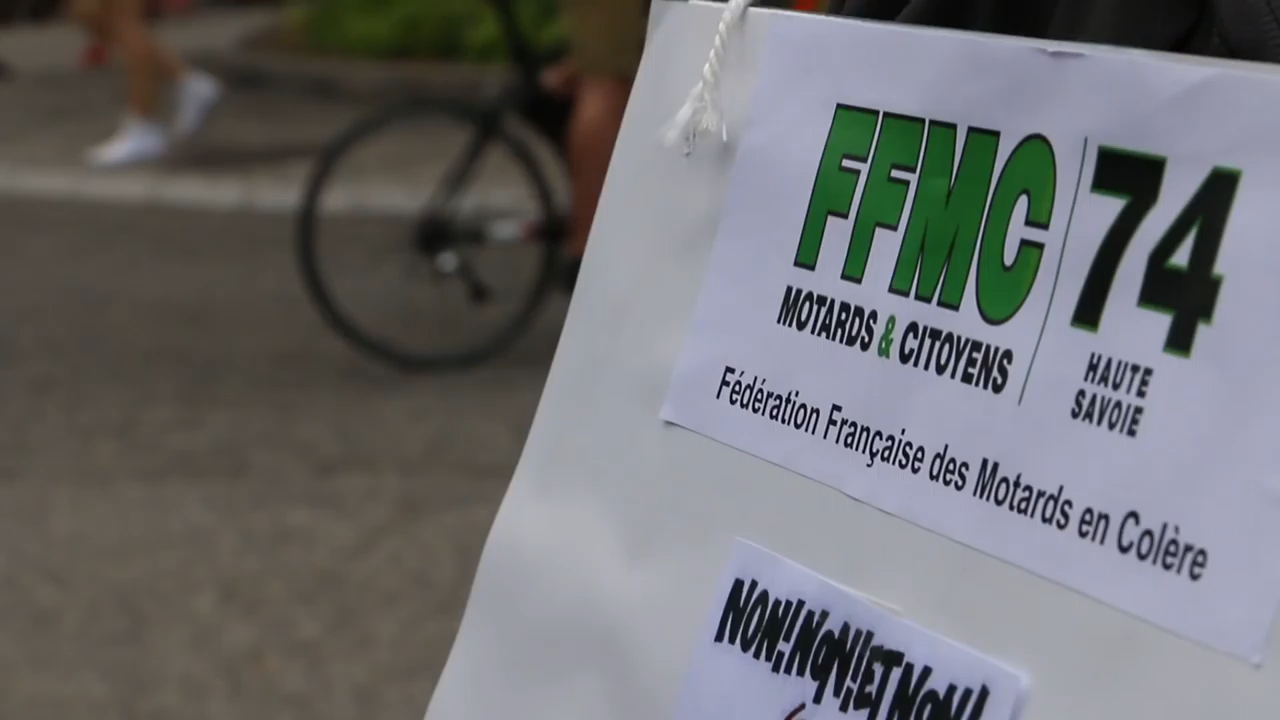 FFMC
MOTARDS & CITOYENS
74
HAUTE
SAVOIE
Fédération Française des Motards en Colère
NON! NON! ET NON!